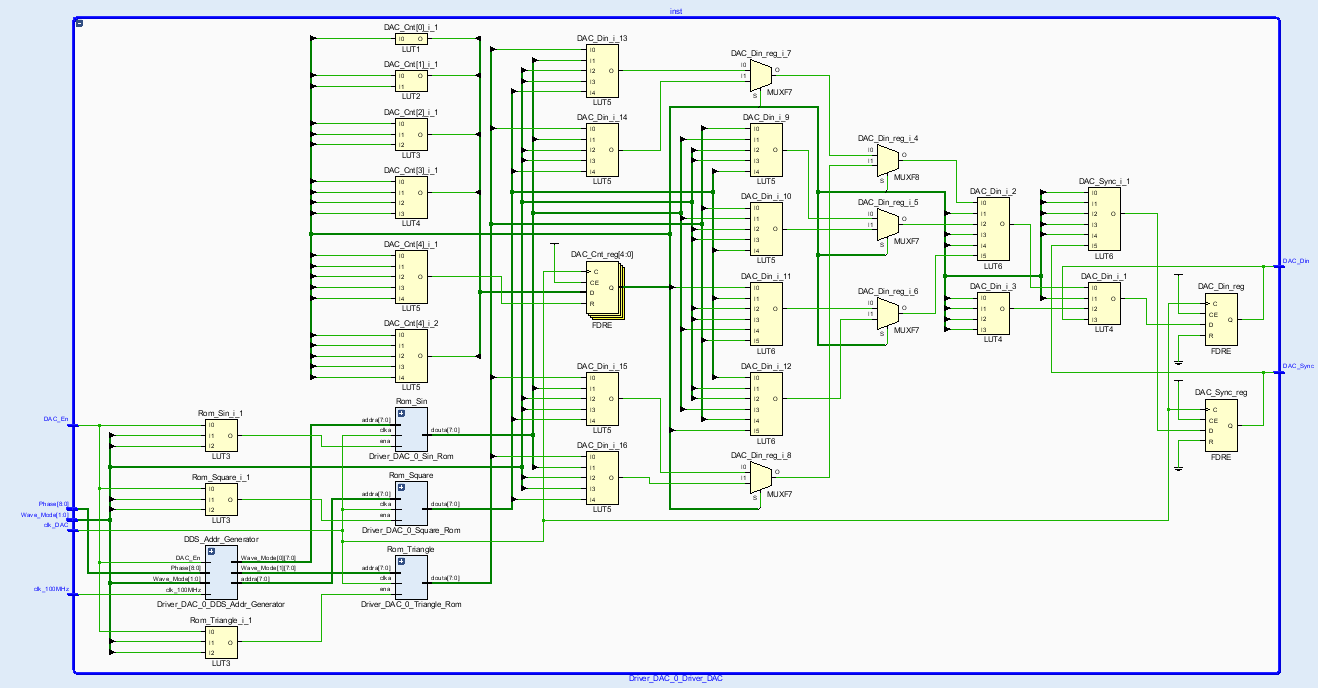 inst
DAC_Cnt[0]_i_1
I0
O
LUT1
DAC_Cnt[1]_i_1
I0
I1
O
LUT2
DAC_Cnt[2]_i_1
I0
I1
I2
O
LUT3
DAC_Cnt[3]_i_1
I0
I1
I2
I3
O
LUT4
DAC_Cnt[4]_i_1
I0
I1
I2
I3
I4
O
LUT5
DAC_Cnt[4]_i_2
I0
I1
I2
I3
I4
O
LUT5
DAC_Din_i_13
I0
I1
I2
I3
I4
O
LUT5
DAC_Din_i_14
I0
I1
I2
I3
I4
O
LUT5
DAC_Cnt_reg[4:0]
C
CE
D
R
Q
FDRE
DAC_Din_i_15
I0
I1
I2
I3
I4
O
LUT5
DAC_Din_i_16
I0
I1
I2
I3
I4
O
LUT5
DAC_Din_reg_i_7
I0
I1
O
S
MUXF7
DAC_Din_i_9
I0
I1
I2
I3
I4
O
LUT5
DAC_Din_i_10
I0
I1
I2
I3
I4
O
LUT5
DAC_Din_i_11
I0
I1
I2
I3
I4
I5
O
LUT6
DAC_Din_i_12
I0
I1
I2
I3
I4
I5
O
LUT6
DAC_Din_reg_i_8
I0
I1
O
S
MUXF7
DAC_Din_reg_i_4
I0
I1
O
S
MUXF8
DAC_Din_reg_i_5
I0
I1
O
S
MUXF7
DAC_Din_reg_i_6
I0
I1
O
S
MUXF7
DAC_Din_i_2
I0
I1
I2
I3
I4
I5
O
LUT6
DAC_Din_i_3
I0
I1
I2
I3
O
LUT4
DAC_Sync_i_1
I0
I1
I2
I3
I4
I5
O
LUT6
DAC_Din_i_1
I0
I1
I2
I3
O
LUT4
DAC_Din_reg
C
CE
D
R
Q
FDRE
DAC_Sync_reg
C
CE
D
R
Q
FDRE
DAC_Din
DAC_Sync
DAC_En
Phase[8:0]
Wave_Mode[1:0]
clk_DAC
clk_100MHz
Rom_Sin_i_1
I0
I1
I2
O
LUT3
Rom_Square_i_1
I0
I1
I2
O
LUT3
DDS_Addr_Generator
DAC_En
Phase[8:0]
Wave_Mode[1:0]
clk_100MHz
Wave_Mode[0][7:0]
Wave_Mode[1][7:0]
addra[7:0]
Driver_DAC_0_DDS_Addr_Generator
Rom_Triangle_i_1
I0
I1
I2
O
LUT3
Rom_Sin
addra[7:0]
clka
ena
douta[7:0]
Driver_DAC_0_Sin_Rom
Rom_Square
addra[7:0]
clka
ena
douta[7:0]
Driver_DAC_0_Square_Rom
Rom_Triangle
addra[7:0]
clka
ena
douta[7:0]
Driver_DAC_0_Triangle_Rom
Driver_DAC_0_Driver_DAC